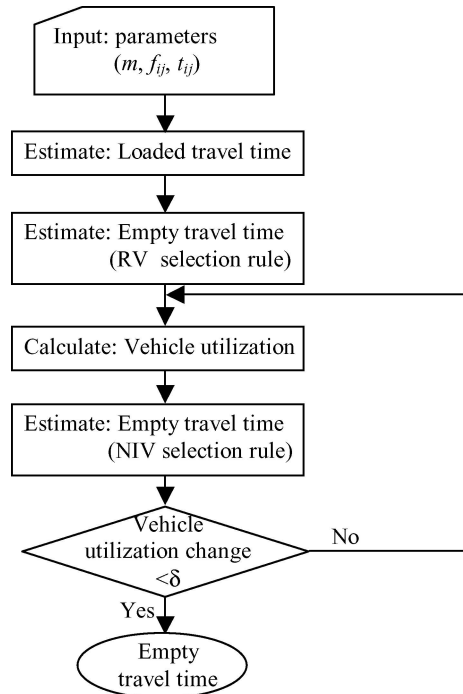 Input: parameters
(m, fij, tij)
Estimate: Loaded travel time
Estimate: Empty travel time
(RV selection rule)
Calculate: Vehicle utilization
Estimate: Empty travel time
(NIV selection rule)
Vehicle
utilization change
<δ
No
Yes
Empty
travel time